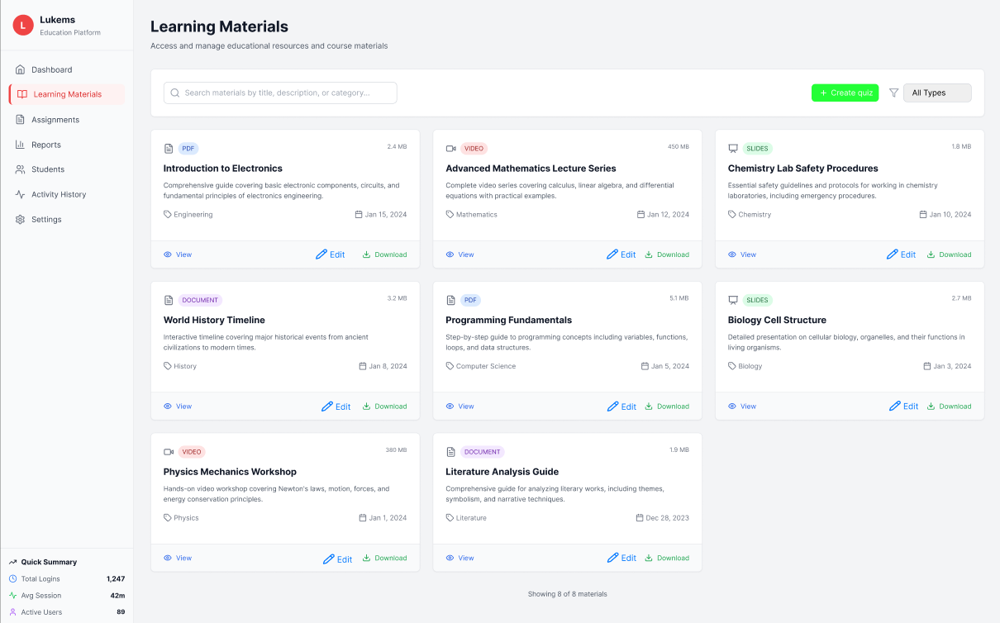 L
Lukems
Education Platform
Dashboard
Learning Materials
Assignments
Reports
Students
Activity History
Settings
Quick Summary
Total Logins 1,247
Avg Session 42m
Active Users 89
Learning Materials
Access and manage educational resources and course materials
Search materials by title, description, or category...
+ Create quiz
All Types
PDF 2.4 MB
Introduction to Electronics
Comprehensive guide covering basic electronic components, circuits, and
fundamental principles of electronics engineering.
Engineering Jan 15, 2024
View Edit Download
VIDEO 450 MB
Advanced Mathematics Lecture Series
Complete video series covering calculus, linear algebra, and differential
equations with practical examples.
Mathematics Jan 12, 2024
View Edit Download
SLIDES 1.8 MB
Chemistry Lab Safety Procedures
Essential safety guidelines and protocols for working in chemistry
laboratories, including emergency procedures.
Chemistry Jan 10, 2024
View Edit Download
DOCUMENT 3.2 MB
World History Timeline
Interactive timeline covering major historical events from ancient
civilizations to modern times.
History Jan 8, 2024
View Edit Download
PDF 5.1 MB
Programming Fundamentals
Step-by-step guide to programming concepts including variables, functions,
loops, and data structures.
Computer Science Jan 5, 2024
View Edit Download
SLIDES 2.7 MB
Biology Cell Structure
Detailed presentation on cellular biology, organelles, and their functions in
living organisms.
Biology Jan 3, 2024
View Edit Download
VIDEO 380 MB
Physics Mechanics Workshop
Hands-on video workshop covering Newton's laws, motion, forces, and
energy conservation principles.
Physics Jan 1, 2024
View Edit Download
DOCUMENT 1.9 MB
Literature Analysis Guide
Comprehensive guide for analyzing literary works, including themes,
symbolism, and narrative techniques.
Literature Dec 28, 2023
View Edit Download
Showing 8 of 8 materials